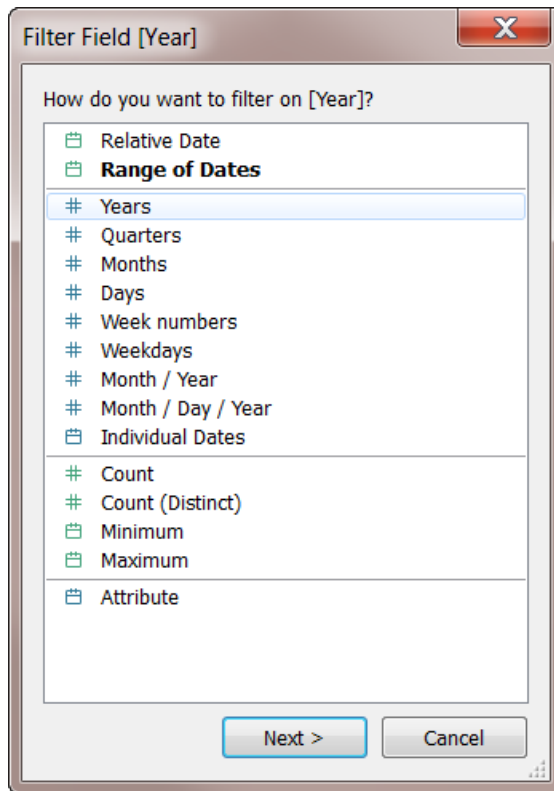 Filter Field [Year]
How do you want to filter on [Year]?
Relative Date
Range of Dates
Years
Quarters
Months
Days
Week numbers
Weekdays
Month / Year
Month / Day / Year
Individual Dates
Count
Count (Distinct)
Minimum
Maximum
Attribute
Next >
Cancel